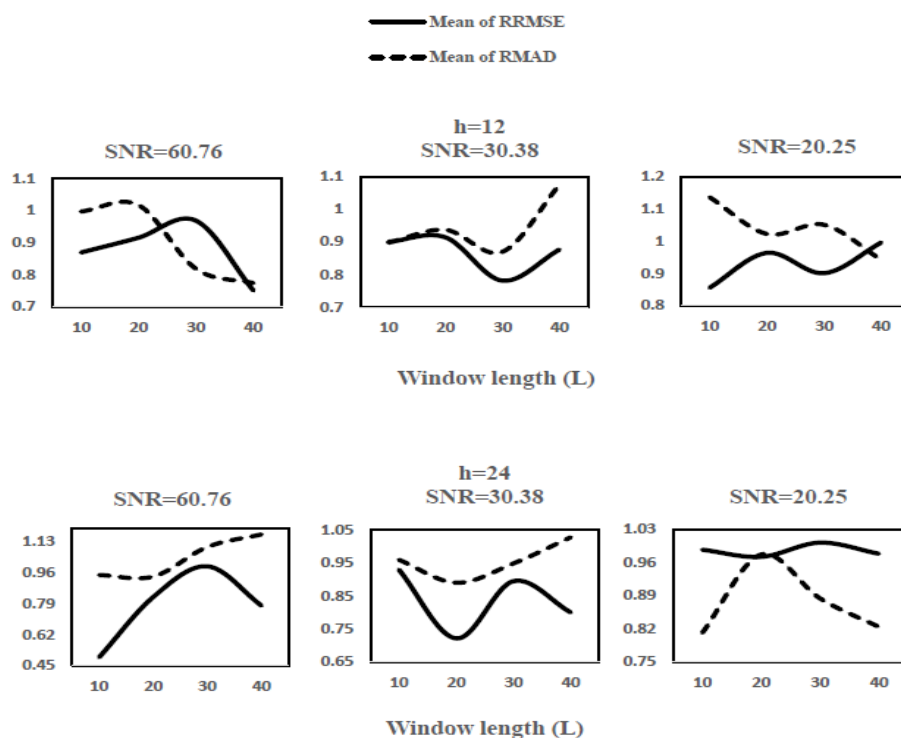 Mean of RRMSE
Mean of RMAD
h=12
SNR=60.76
SNR=30.38
SNR=20.25
1.1
1
0.9
0.8
0.7
10 20 30 40
1.1
1
0.9
0.8
0.7
10 20 30 40
1.2
1.1
1
0.9
0.8
10 20 30 40
Window length (L)
h=24
SNR=60.76
SNR=30.38
SNR=20.25
1.13
0.96
0.79
0.62
0.45
10 20 30 40
1.05
0.95
0.85
0.75
0.65
10 20 30 40
1.03
0.96
0.89
0.82
0.75
10 20 30 40
Window length (L)